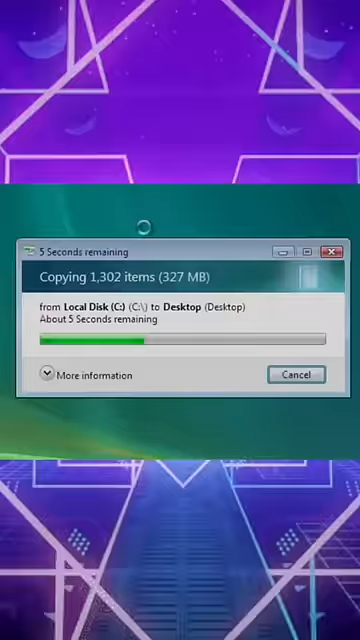 5 Seconds remaining
Copying 1,302 items (327 MB)
from Local Disk (C:) (C:\) to Desktop (Desktop)
About 5 Seconds remaining
More information
Cancel